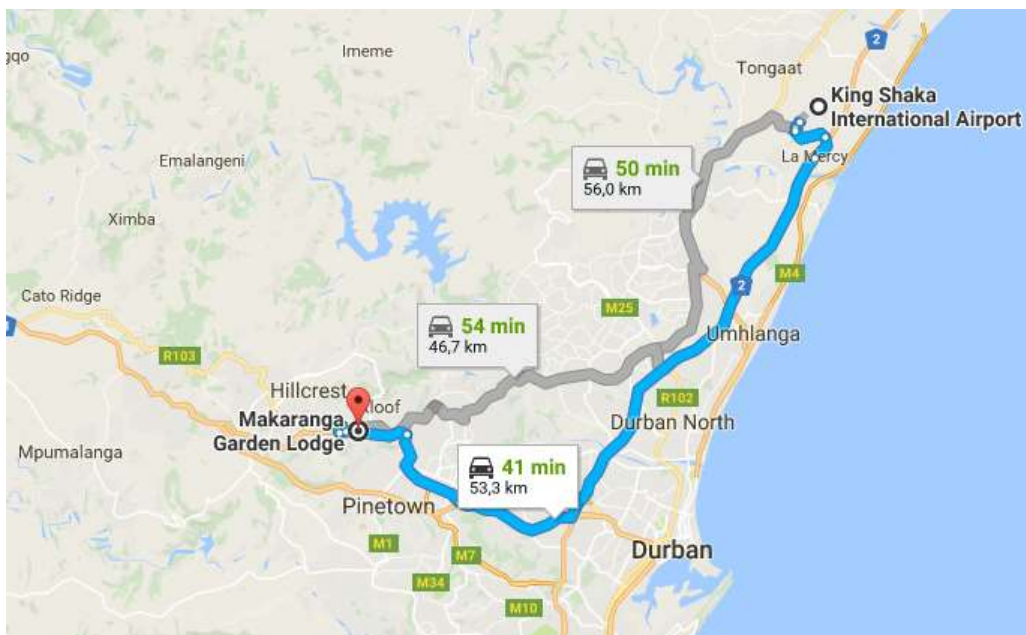 gqo
Imeme
2
Tongaat
King Shaka
International Airport
La Mercy
50 min
56,0 km
Emalangeni
Ximba
2
M4
Cato Ridge
M25
54 min
46,7 km
Umhlanga
R103
Hillcrest
R102
Kloof
Makaranga
Garden Lodge
Durban North
Mpumalanga
41 min
53,3 km
Pinetown
M1
M7
Durban
M34
M10